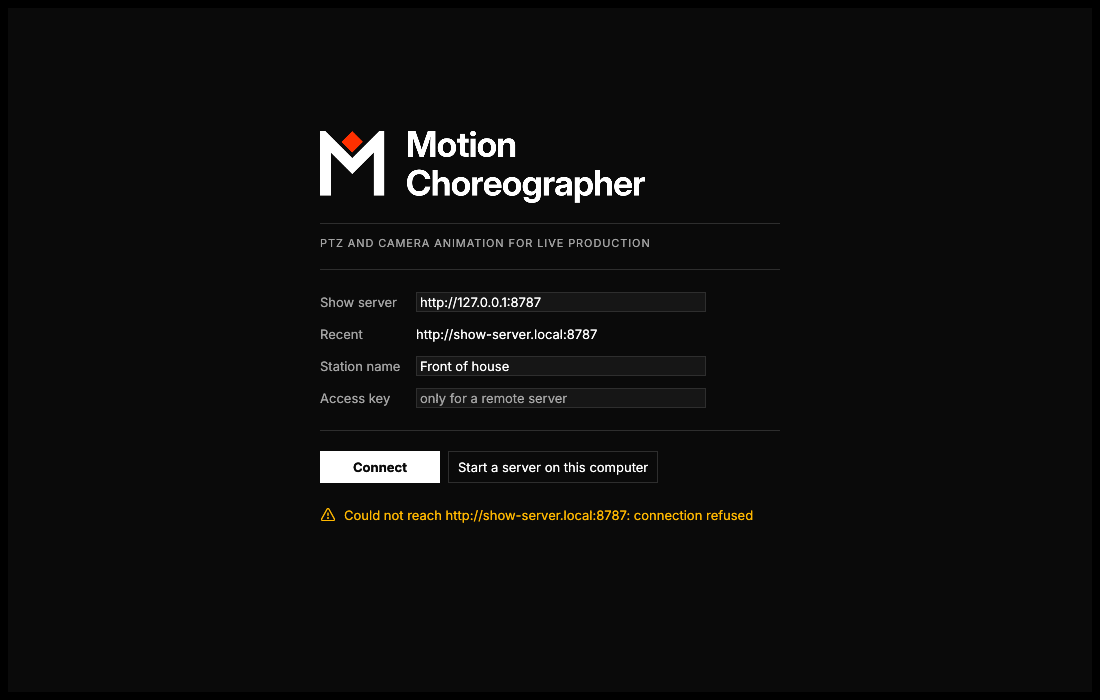 Motion
Choreographer
PTZ AND CAMERA ANIMATION FOR LIVE PRODUCTION
Show server http://127.0.0.1:8787
Recent http://show-server.local:8787
Station name Front of house
Access key only for a remote server
Connect Start a server on this computer
Could not reach http://show-server.local:8787: connection refused